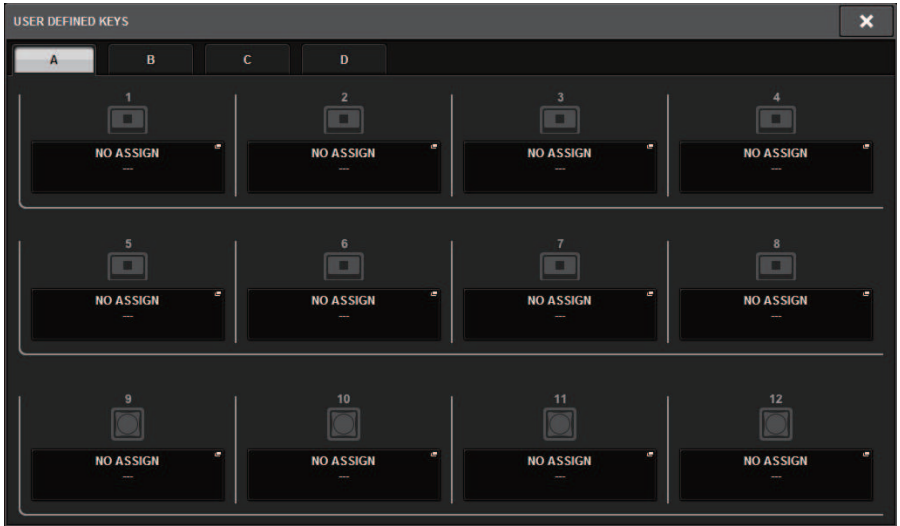 USER DEFINED KEYS
A B C D
1 2 3 4
NO ASSIGN NO ASSIGN NO ASSIGN NO ASSIGN
--- --- --- ---
5 6 7 8
NO ASSIGN NO ASSIGN NO ASSIGN NO ASSIGN
--- --- --- ---
9 10 11 12
NO ASSIGN NO ASSIGN NO ASSIGN NO ASSIGN
--- --- --- ---